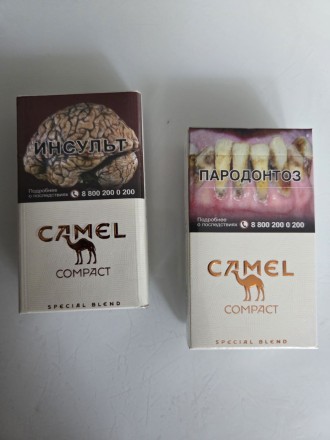 ИНСУЛЬТ
Подробнее
о последствиях 8 800 200 0 200
CAMEL
COMPACT
SPECIAL BLEND
ПАРОДОНТОЗ
Подробнее
о последствиях 8 800 200 0 200
CAMEL
COMPACT
SPECIAL BLEND